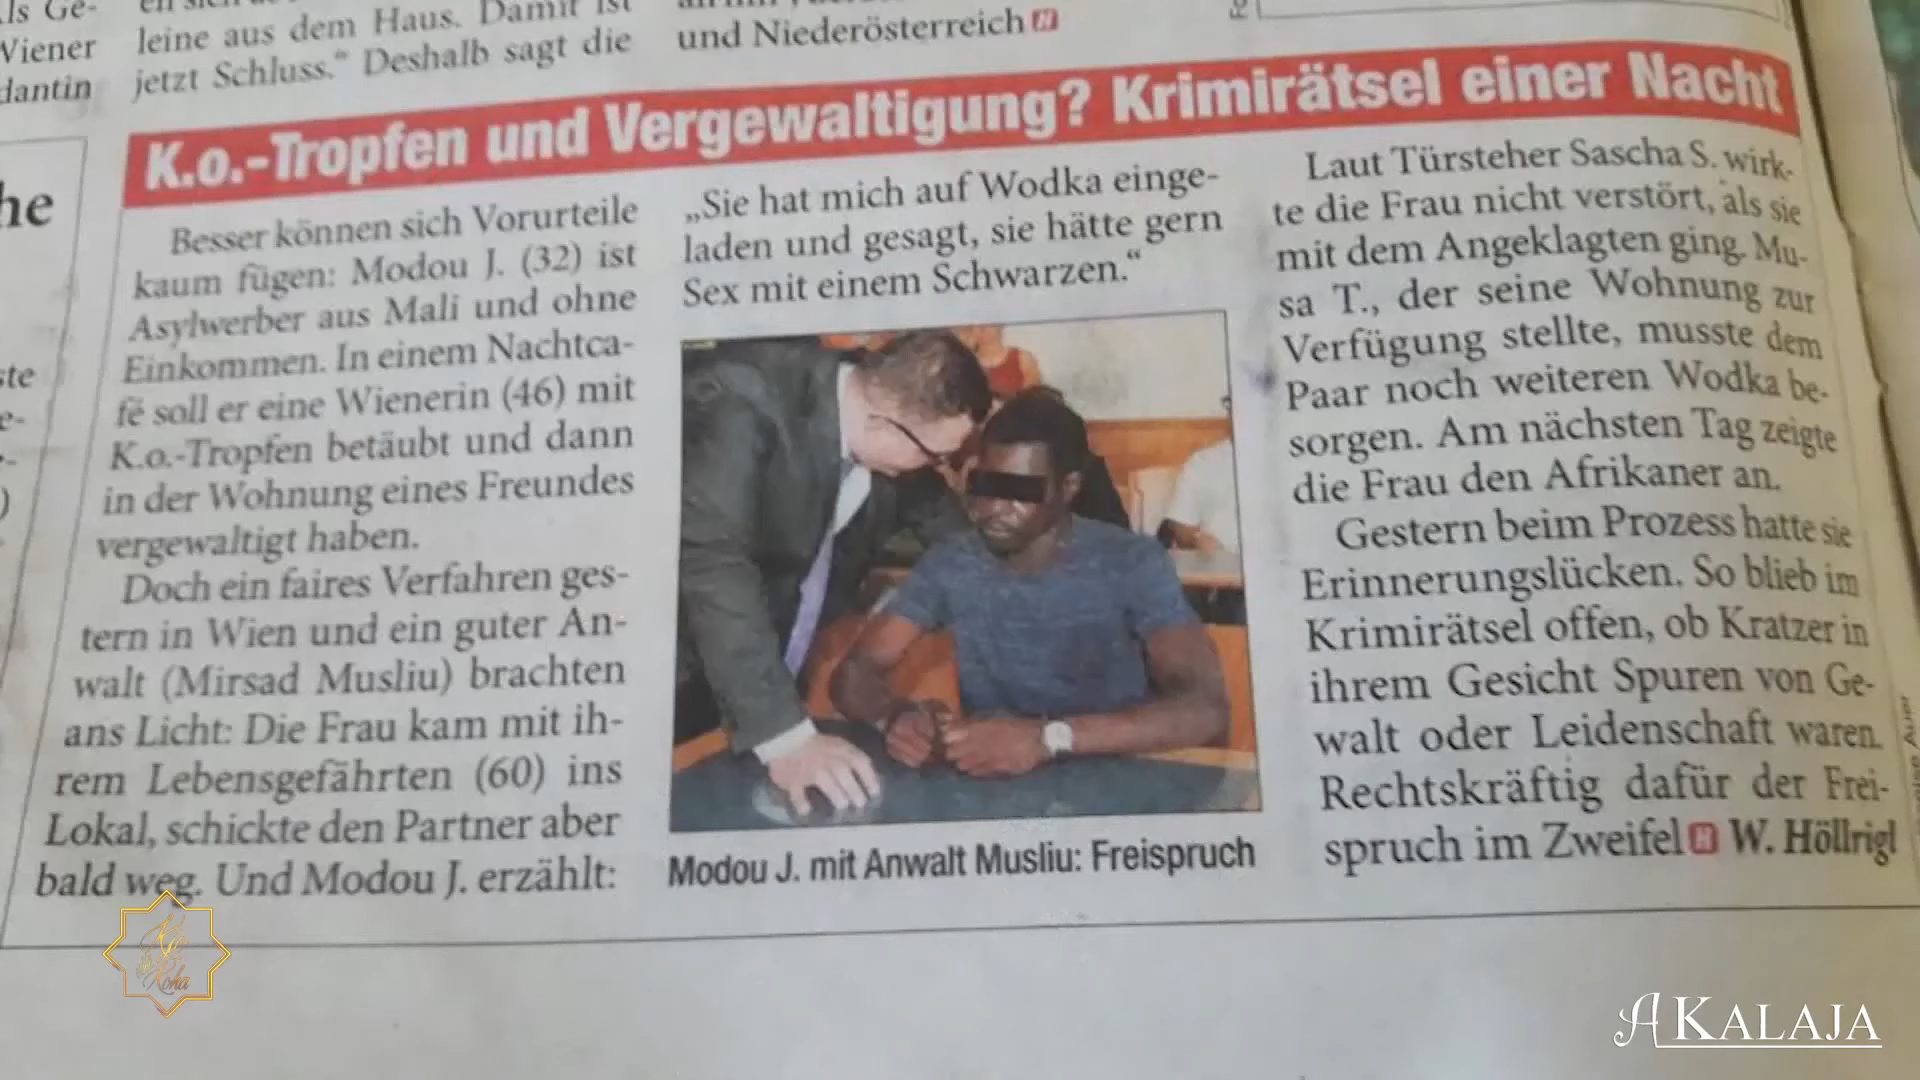 ls Ge-
Wiener
dantin
leine aus dem Haus. Damit ist
jetzt Schluss.“ Deshalb sagt die
und Niederösterreich
he
K.o.-Tropfen und Vergewaltigung? Krimirätsel einer Nacht
Besser können sich Vorurteile
kaum fügen: Modou J. (32) ist
Asylwerber aus Mali und ohne
Einkommen. In einem Nachtca-
fé soll er eine Wienerin (46) mit
K.o.-Tropfen betäubt und dann
in der Wohnung eines Freundes
vergewaltigt haben.
Doch ein faires Verfahren ges-
tern in Wien und ein guter An-
walt (Mirsad Musliu) brachten
ans Licht: Die Frau kam mit ih-
rem Lebensgefährten (60) ins
Lokal, schickte den Partner aber
bald weg. Und Modou J. erzählt:
„Sie hat mich auf Wodka einge-
laden und gesagt, sie hätte gern
Sex mit einem Schwarzen.“
Modou J. mit Anwalt Musliu: Freispruch
Laut Türsteher Sascha S. wirk-
te die Frau nicht verstört, als sie
mit dem Angeklagten ging. Mu-
sa T., der seine Wohnung zur
Verfügung stellte, musste dem
Paar noch weiteren Wodka be-
sorgen. Am nächsten Tag zeigte
die Frau den Afrikaner an.
Gestern beim Prozess hatte sie
Erinnerungslücken. So blieb im
Krimirätsel offen, ob Kratzer in
ihrem Gesicht Spuren von Ge-
walt oder Leidenschaft waren.
Rechtskräftig dafür der Frei-
spruch im Zweifel W. Höllrigl
A KALAJA